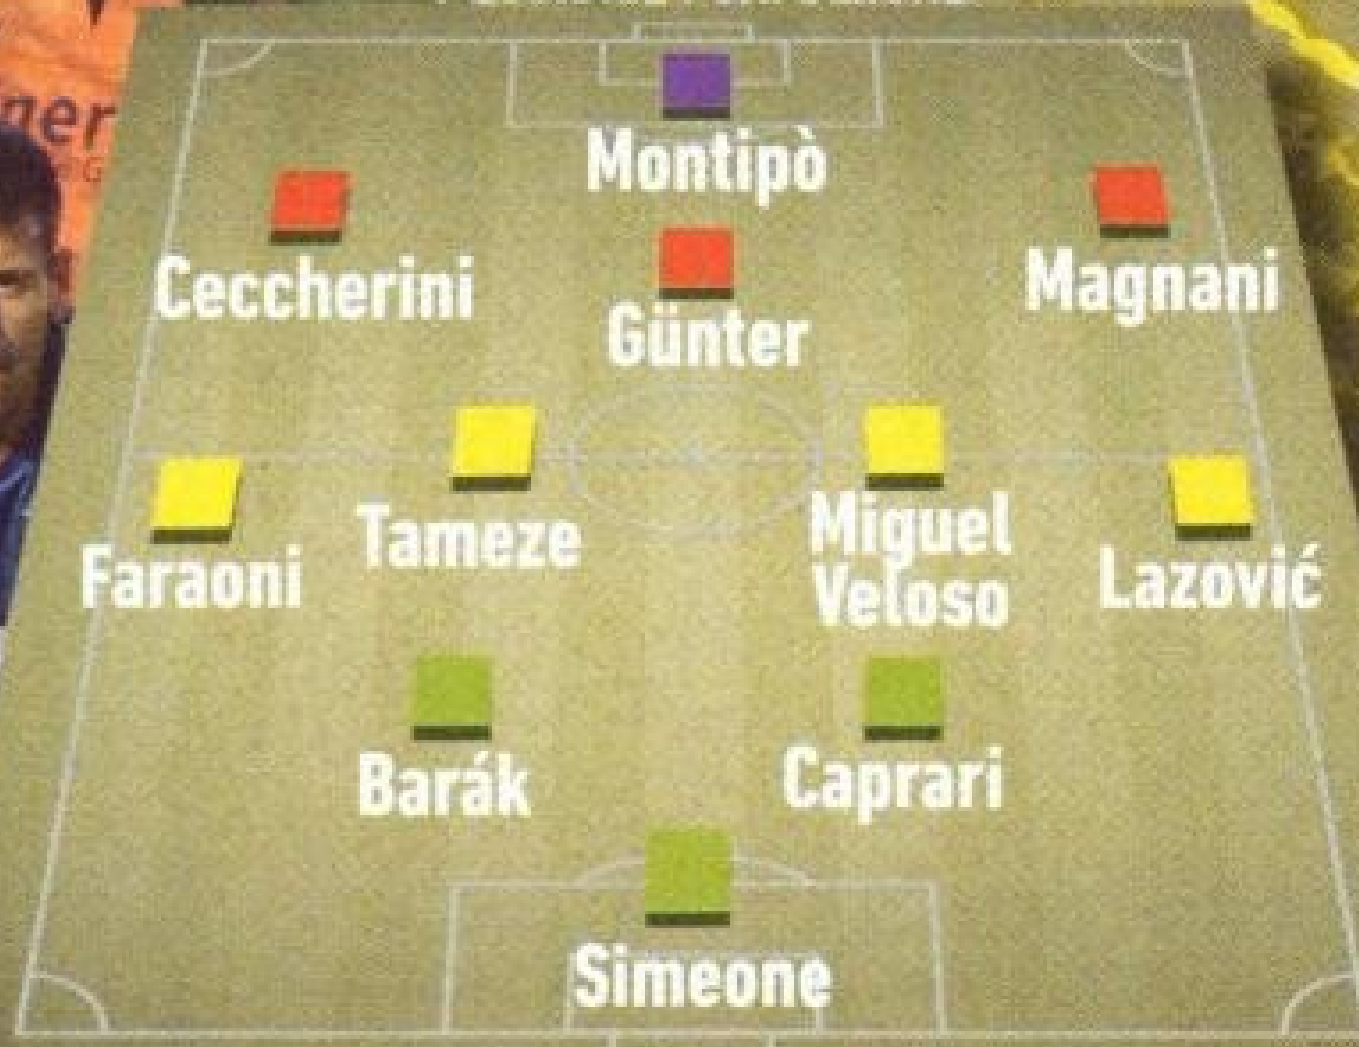 Montipò
Ceccherini
Günter
Magnani
Faraoni
Tameze
Miguel
Veloso
Lazović
Barák
Caprari
Simeone